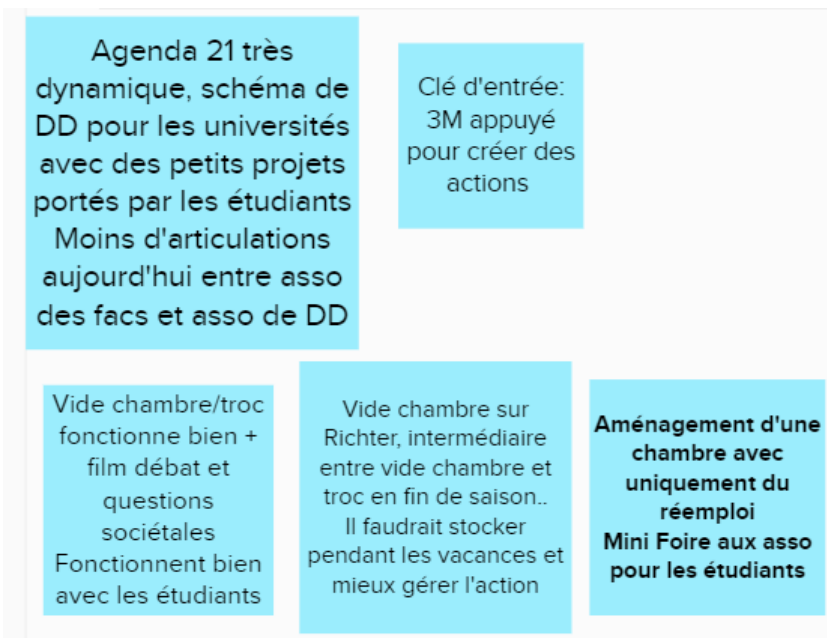 Agenda 21 très
dynamique, schéma de
DD pour les universités
avec des petits projets
portés par les étudiants
Moins d'articulations
aujourd'hui entre asso
des facs et asso de DD
Clé d'entrée:
3M appuyé
pour créer des
actions
Vide chambre/troc
fonctionne bien +
film débat et
questions
sociétales
Fonctionnent bien
avec les étudiants
Vide chambre sur
Richter, intermédiaire
entre vide chambre et
troc en fin de saison..
Il faudrait stocker
pendant les vacances et
mieux gérer l'action
Aménagement d'une
chambre avec
uniquement du
réemploi
Mini Foire aux asso
pour les étudiants